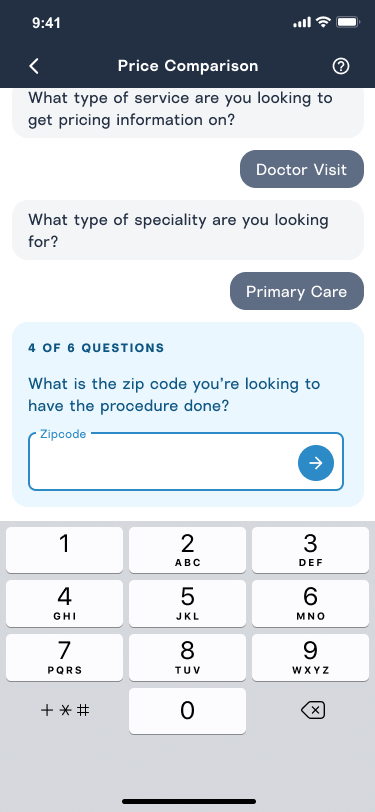 9:41
Price Comparison
What type of service are you looking to
get pricing information on?
Doctor Visit
What type of speciality are you looking
for?
Primary Care
4 OF 6 QUESTIONS
What is the zip code you’re looking to
have the procedure done?
Zipcode
1
2
ABC
3
DEF
4
GHI
5
JKL
6
MNO
7
PQRS
8
TUV
9
WXYZ
+ * #
0